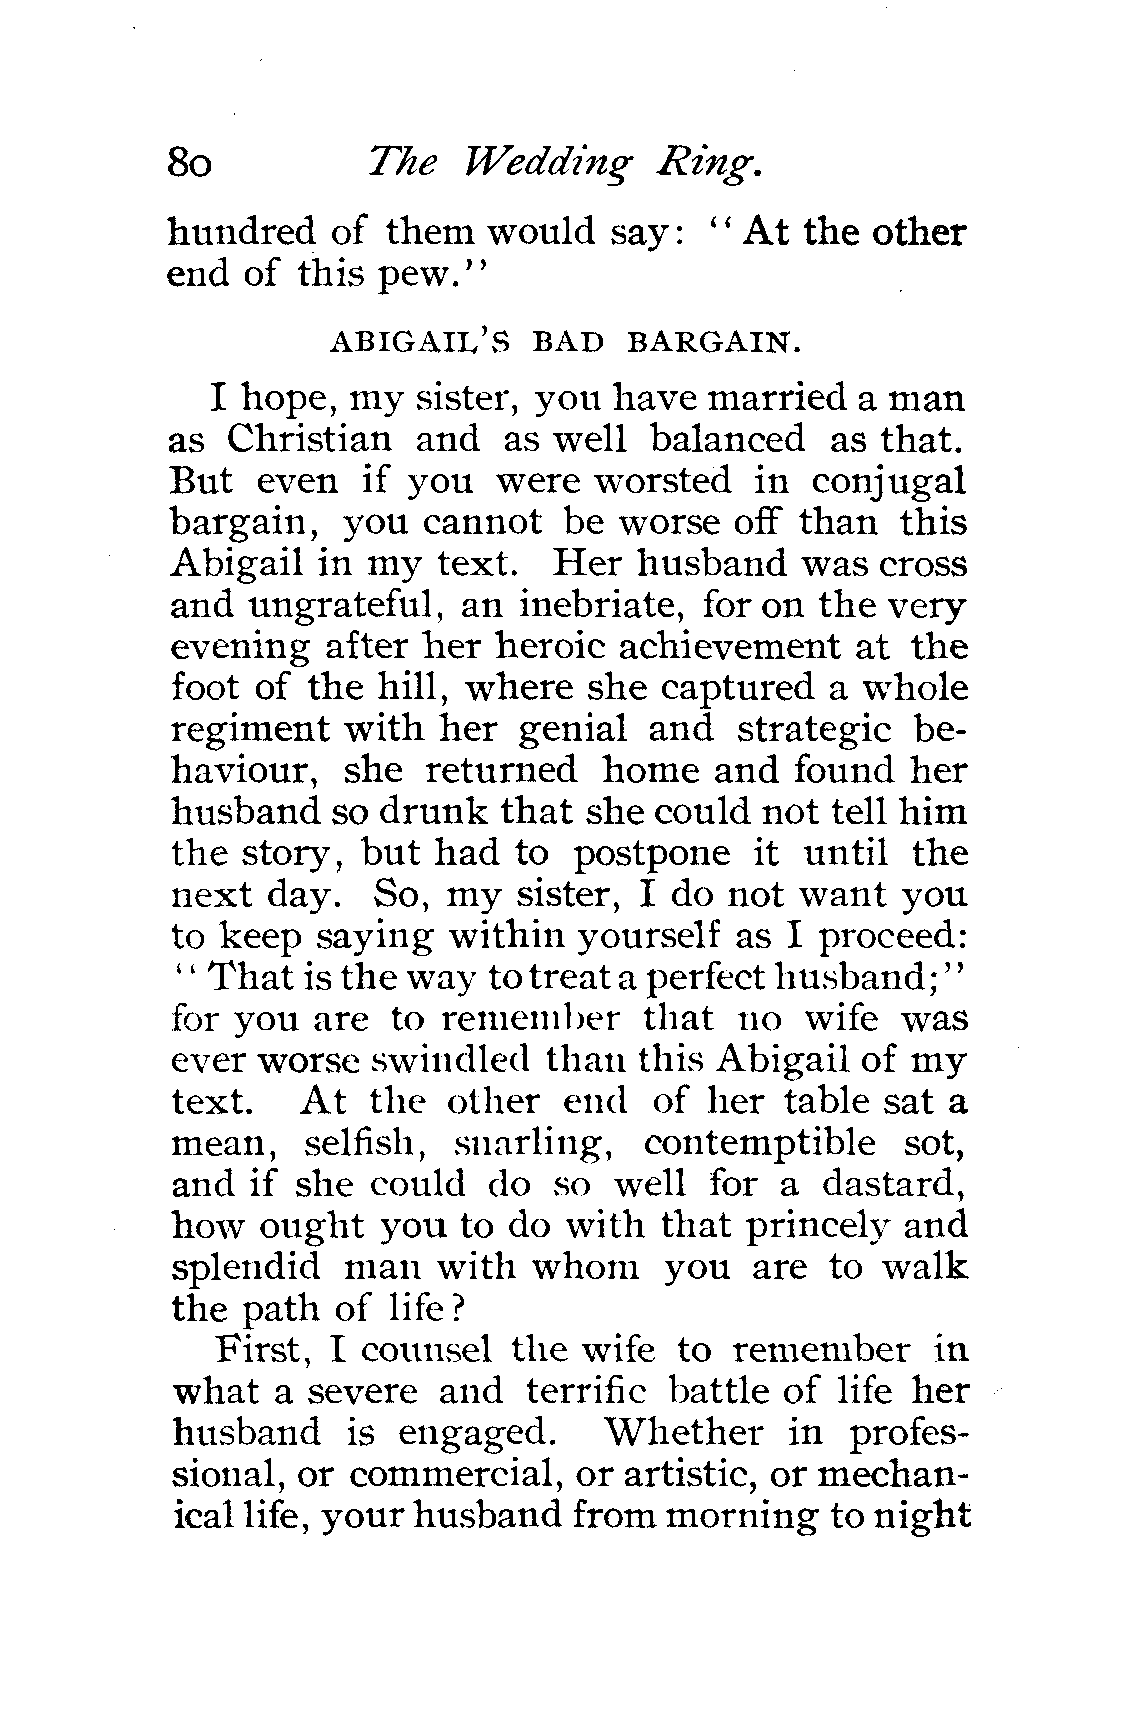 80 The Wedding Ring.
hundred of them would say: "At the other
end of this pew."
ABIGAIL'S BAD BARGAIN.
I hope, my sister, you have married a man
as Christian and as well balanced as that.
But even if you were worsted in conjugal
bargain, you cannot be worse off than this
Abigail in my text. Her husband was cross
and ungrateful, an inebriate, for on the very
evening after her heroic achievement at the
foot of the hill, where she captured a whole
regiment with her genial and strategic be-
haviour, she returned home and found her
husband so drunk that she could not tell him
the story, but had to postpone it until the
next day. So, my sister, I do not want you
to keep saying within yourself as I proceed:
"That is the way to treat a perfect husband;"
for you are to remember that no wife was
ever worse swindled than this Abigail of my
text. At the other end of her table sat a
mean, selfish, snarling, contemptible sot,
and if she could do so well for a dastard,
how ought you to do with that princely and
splendid man with whom you are to walk
the path of life?
First, I counsel the wife to remember in
what a severe and terrific battle of life her
husband is engaged. Whether in profes-
sional, or commercial, or artistic, or mechan-
ical life, your husband from morning to night